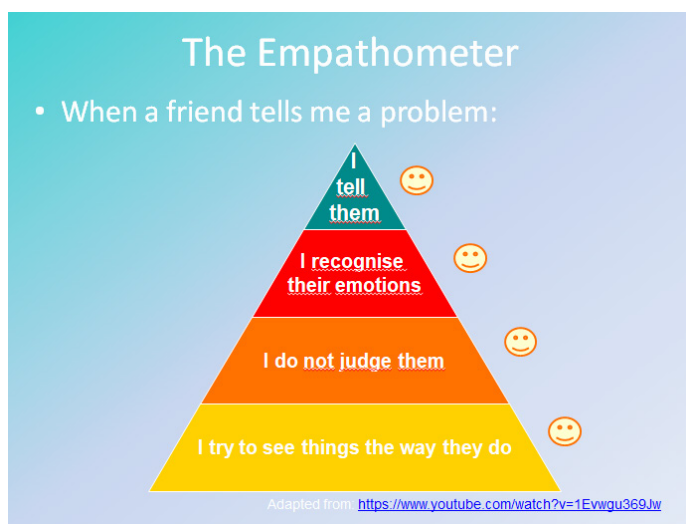 The Empathometer
• When a friend tells me a problem:
I
tell
them
I recognise
their emotions
I do not judge them
I try to see things the way they do
Adapted from: https://www.youtube.com/watch?v=1Evwgu369Jw